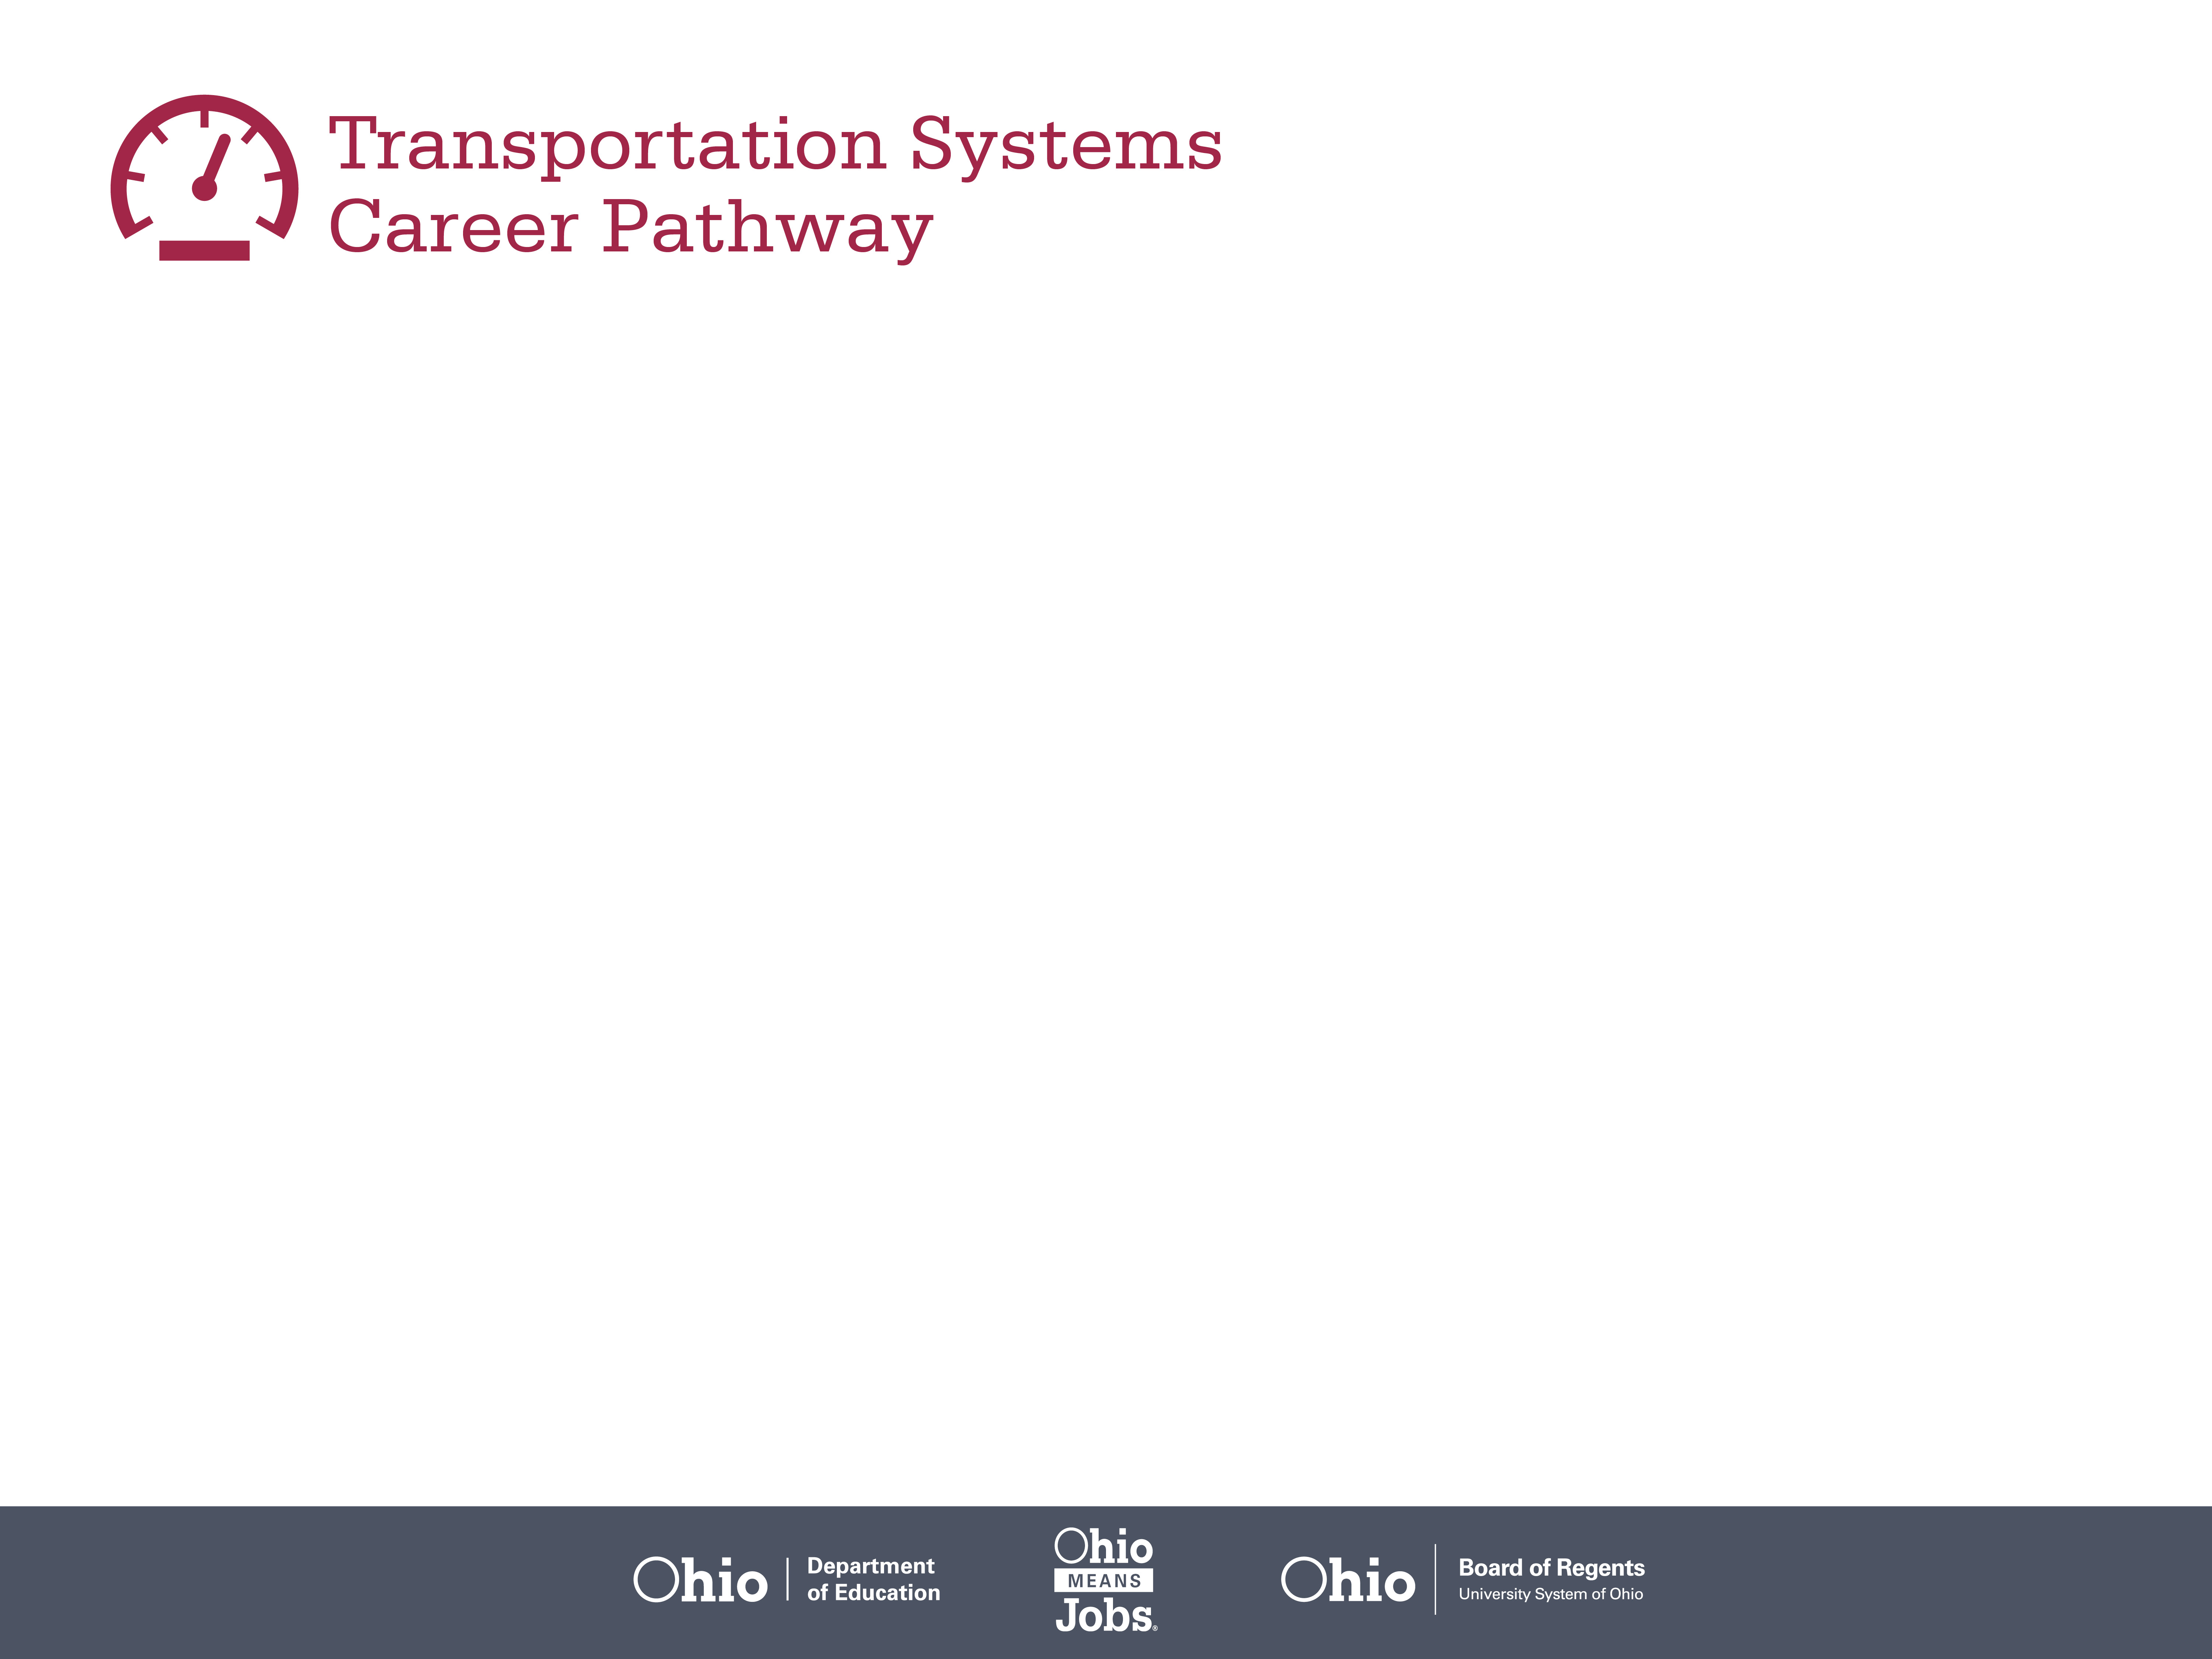 Transportation Systems
Career Pathway
Ohio
Department
of Education
Ohio
MEANS
Jobs®
Ohio
Board of Regents
University System of Ohio